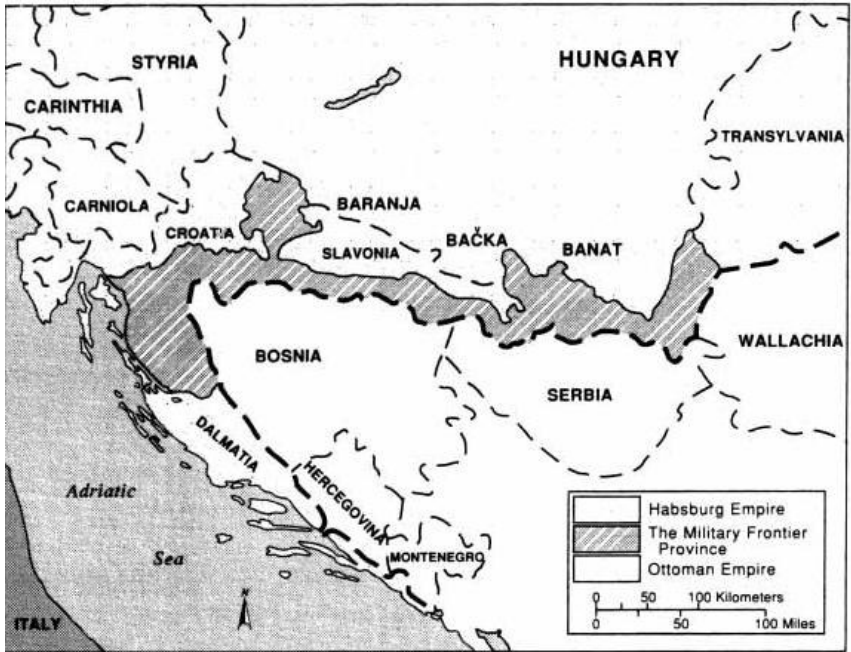 HUNGARY
STYRIA
CARINTHIA
TRANSYLVANIA
CARNIOLA
BARANJA
CROATIA
SLAVONIA
BAČKA
BANAT
WALLACHIA
BOSNIA
SERBIA
DALMATIA
HERCEGOVINA
Adriatic
Sea
MONTENEGRO
ITALY
N
Habsburg Empire
The Military Frontier
Province
Ottoman Empire
0 50 100 Kilometers
0 50 100 Miles